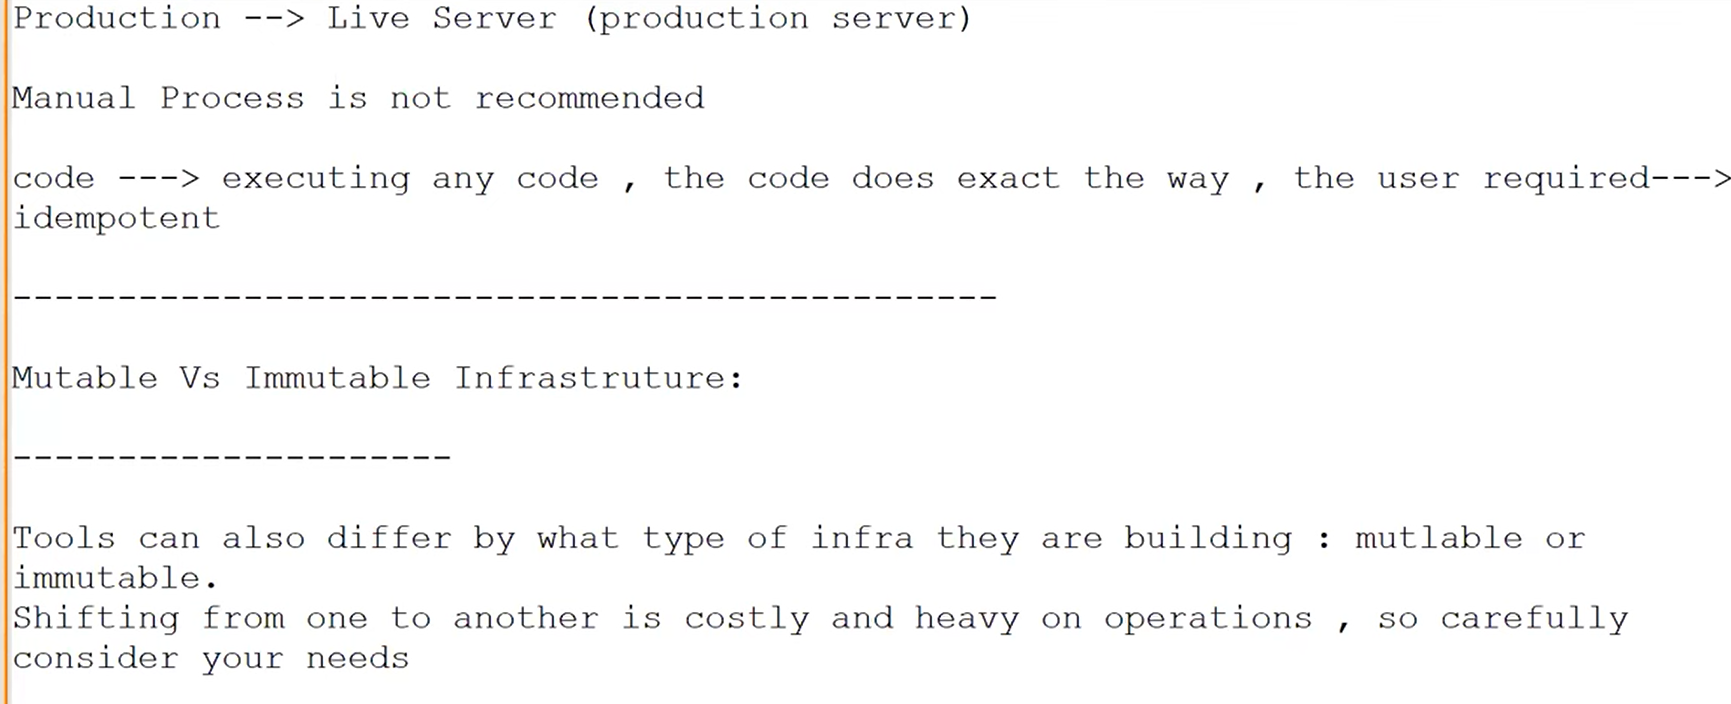 Production --> Live Server (production server)
Manual Process is not recommended
code ---> executing any code , the code does exact the way , the user required--->
idempotent
-----------------------------------------------
Mutable Vs Immutable Infrastruture:
---------------------
Tools can also differ by what type of infra they are building : mutlable or
immutable.
Shifting from one to another is costly and heavy on operations , so carefully
consider your needs